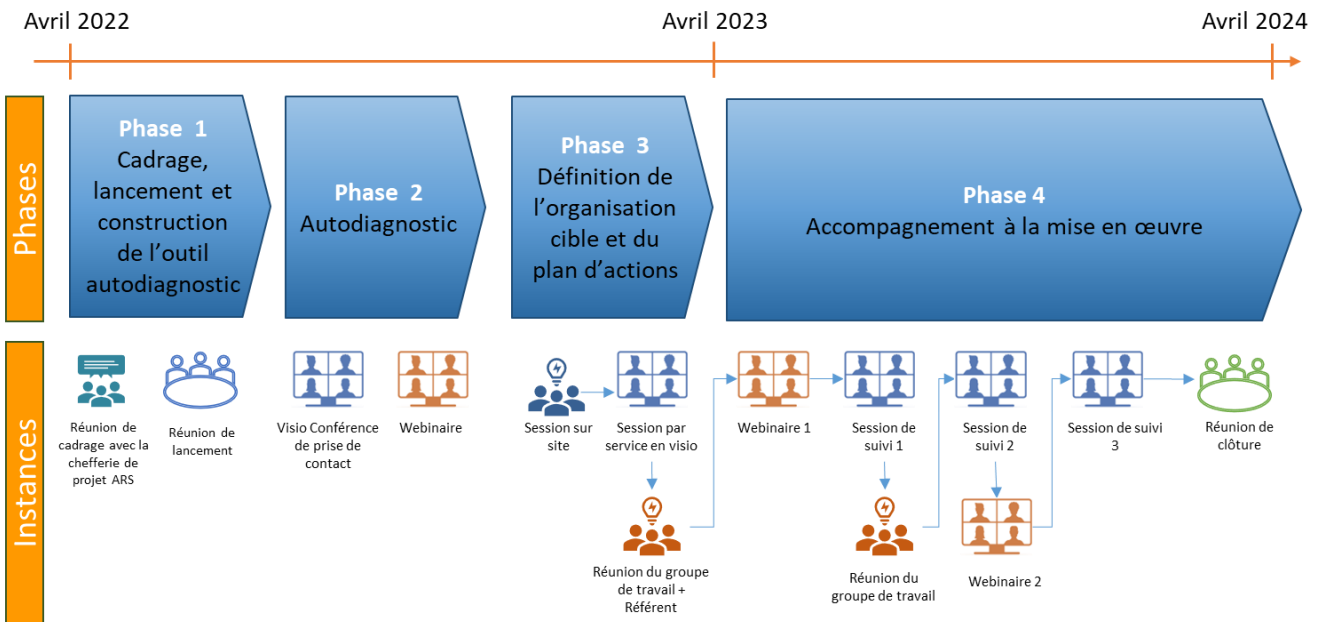 Avril 2022
Avril 2023
Avril 2024
Phases
Phase 1
Cadrage,
lancement et
construction
de l’outil
autodiagnostic
Phase 2
Autodiagnostic
Phase 3
Définition de
l’organisation
cible et du
plan d’actions
Phase 4
Accompagnement à la mise en œuvre
Instances
Réunion de
cadrage avec la
chefferie de
projet ARS
Réunion de
lancement
Visio Conférence
de prise de
contact
Webinaire
Session sur
site
Session par
service en visio
Webinaire 1
Session de
suivi 1
Session de
suivi 2
Session de suivi
3
Réunion de
clôture
Réunion du groupe
de travail +
Référent
Réunion du
groupe de travail
Webinaire 2